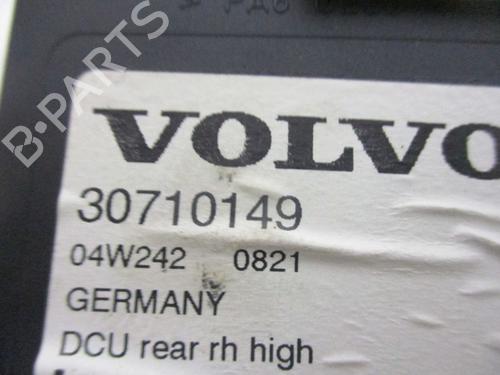 B-PARTS
VOLVO
30710149
04W242 0821
GERMANY
DCU rear rh high